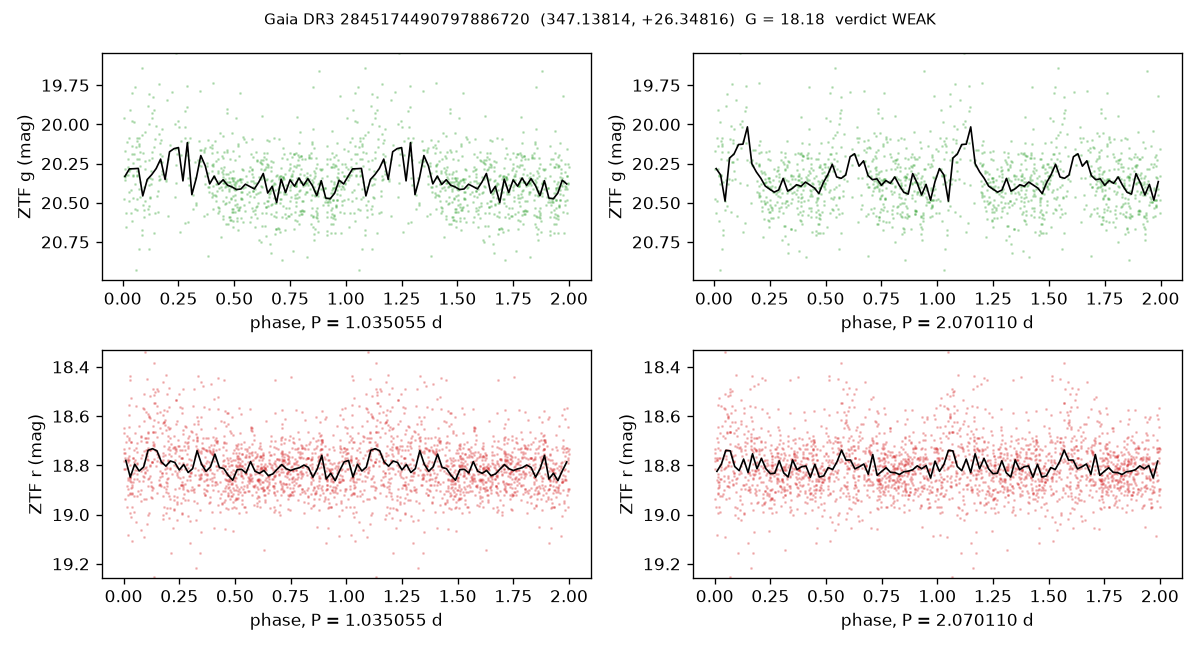 Gaia DR3 2845174490797886720  (347.13814, +26.34816)  G = 18.18  verdict WEAK
ZTF g (mag)
19.75
20.00
20.25
20.50
20.75
0.00 0.25 0.50 0.75 1.00 1.25 1.50 1.75 2.00
phase, P = 1.035055 d
ZTF g (mag)
19.75
20.00
20.25
20.50
20.75
0.00 0.25 0.50 0.75 1.00 1.25 1.50 1.75 2.00
phase, P = 2.070110 d
ZTF r (mag)
18.4
18.6
18.8
19.0
19.2
0.00 0.25 0.50 0.75 1.00 1.25 1.50 1.75 2.00
phase, P = 1.035055 d
ZTF r (mag)
18.4
18.6
18.8
19.0
19.2
0.00 0.25 0.50 0.75 1.00 1.25 1.50 1.75 2.00
phase, P = 2.070110 d